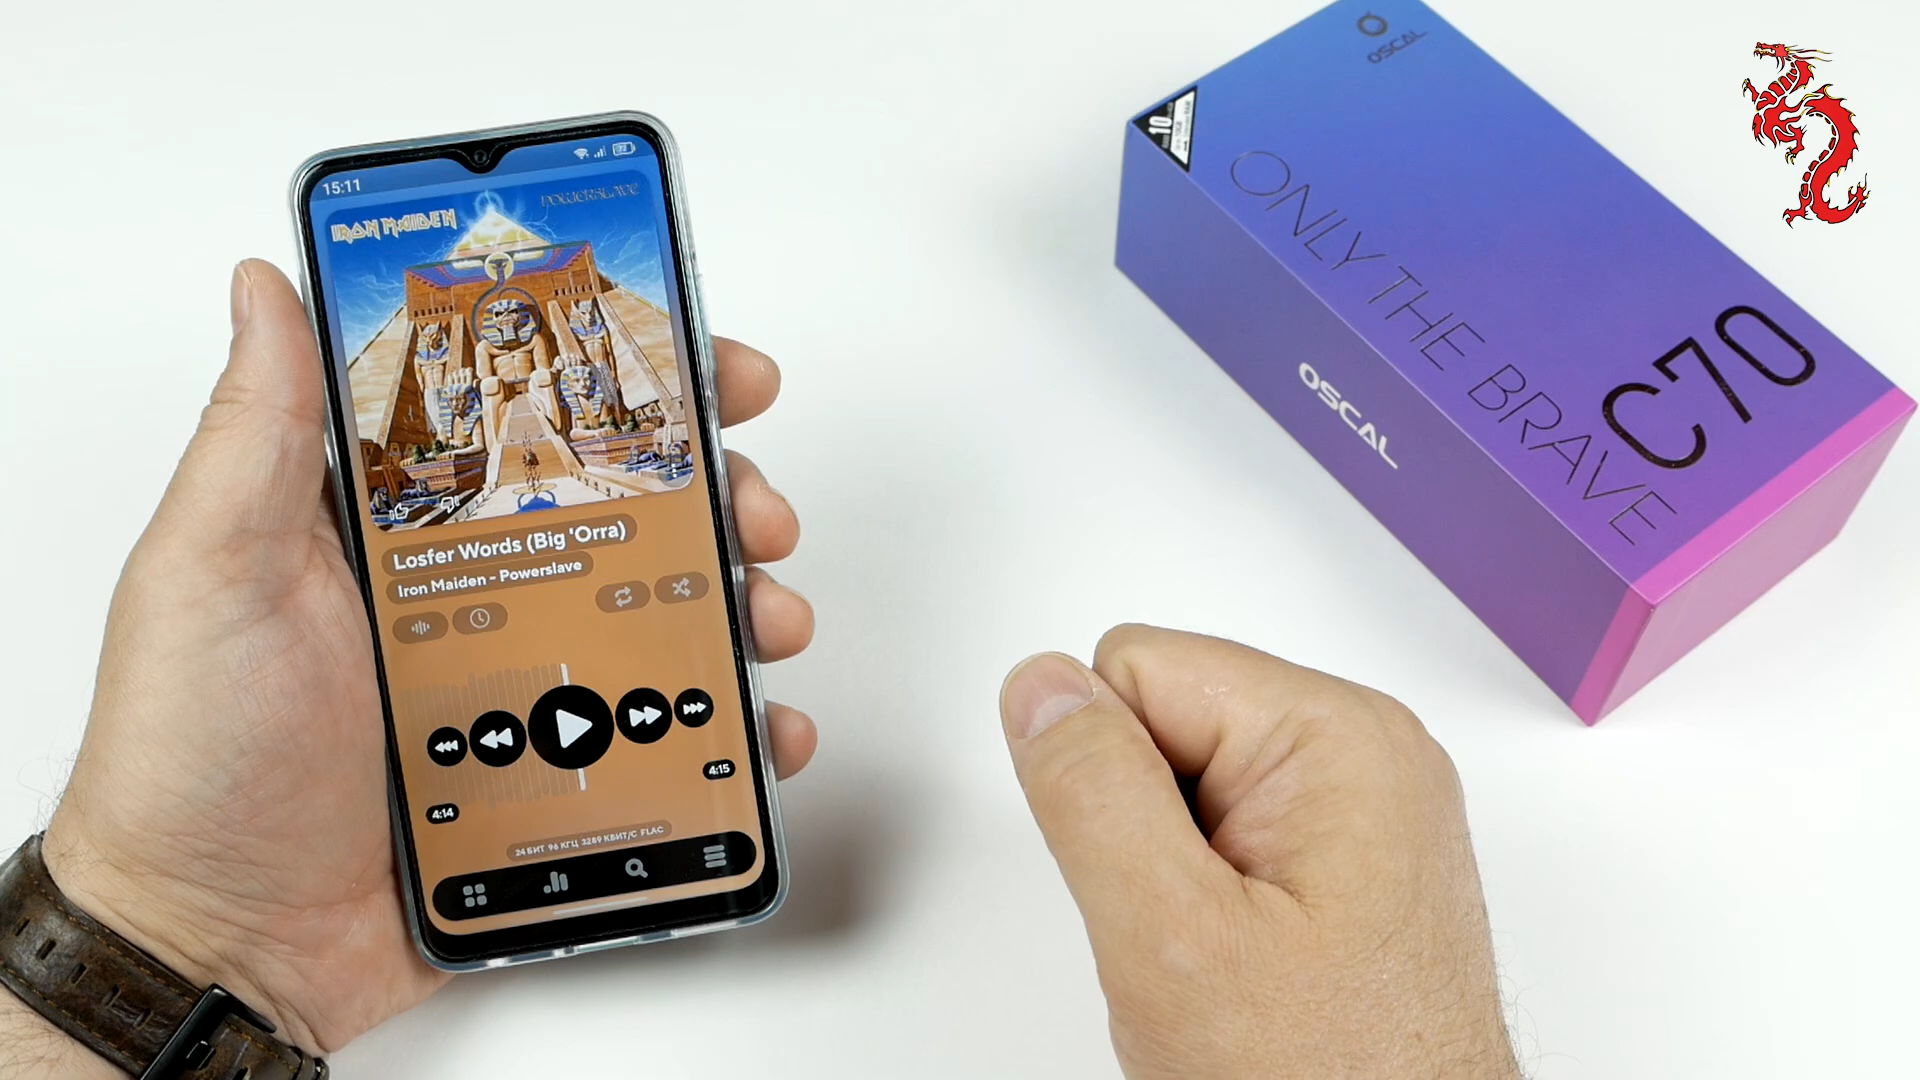 15:11
IRON MAIDEN
POWERSLAVE
Losfer Words (Big 'Orra)
Iron Maiden - Powerslave
4:15
4:14
24 БИТ 96 КГЦ 3289 КБИТ/С FLAC
OSCAL
10
ONLY THE BRAVE
C70
OSCAL